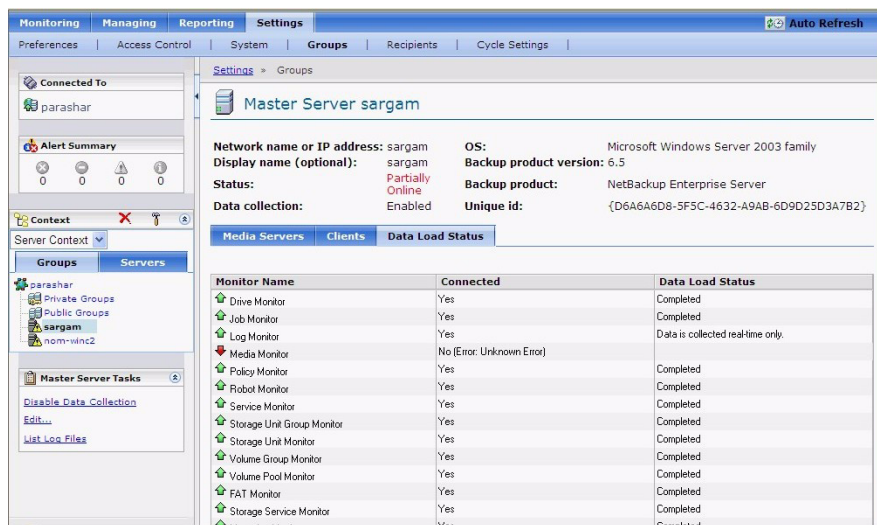 Monitoring Managing Reporting Settings Auto Refresh
Preferences | Access Control | System | Groups | Recipients | Cycle Settings |
Connected To
parashar
Alert Summary
0 0 0 0
Context
Server Context
Groups Servers
parashar
Private Groups
Public Groups
sargam
nom-winc2
Master Server Tasks
Disable Data Collection
Edit...
List Log Files
Settings » Groups
Master Server sargam
Network name or IP address: sargam OS: Microsoft Windows Server 2003 family
Display name (optional): sargam Backup product version: 6.5
Status: Partially Online Backup product: NetBackup Enterprise Server
Data collection: Enabled Unique id: {D6A6A6D8-5F5C-4632-A9AB-6D9D25D3A7B2}
Media Servers Clients Data Load Status
Monitor Name Connected Data Load Status
Drive Monitor Yes Completed
Job Monitor Yes Completed
Log Monitor Yes Data is collected real-time only.
Media Monitor No (Error: Unknown Error)
Policy Monitor Yes Completed
Robot Monitor Yes Completed
Service Monitor Yes Completed
Storage Unit Group Monitor Yes Completed
Storage Unit Monitor Yes Completed
Volume Group Monitor Yes Completed
Volume Pool Monitor Yes Completed
FAT Monitor Yes Completed
Storage Service Monitor Yes Completed